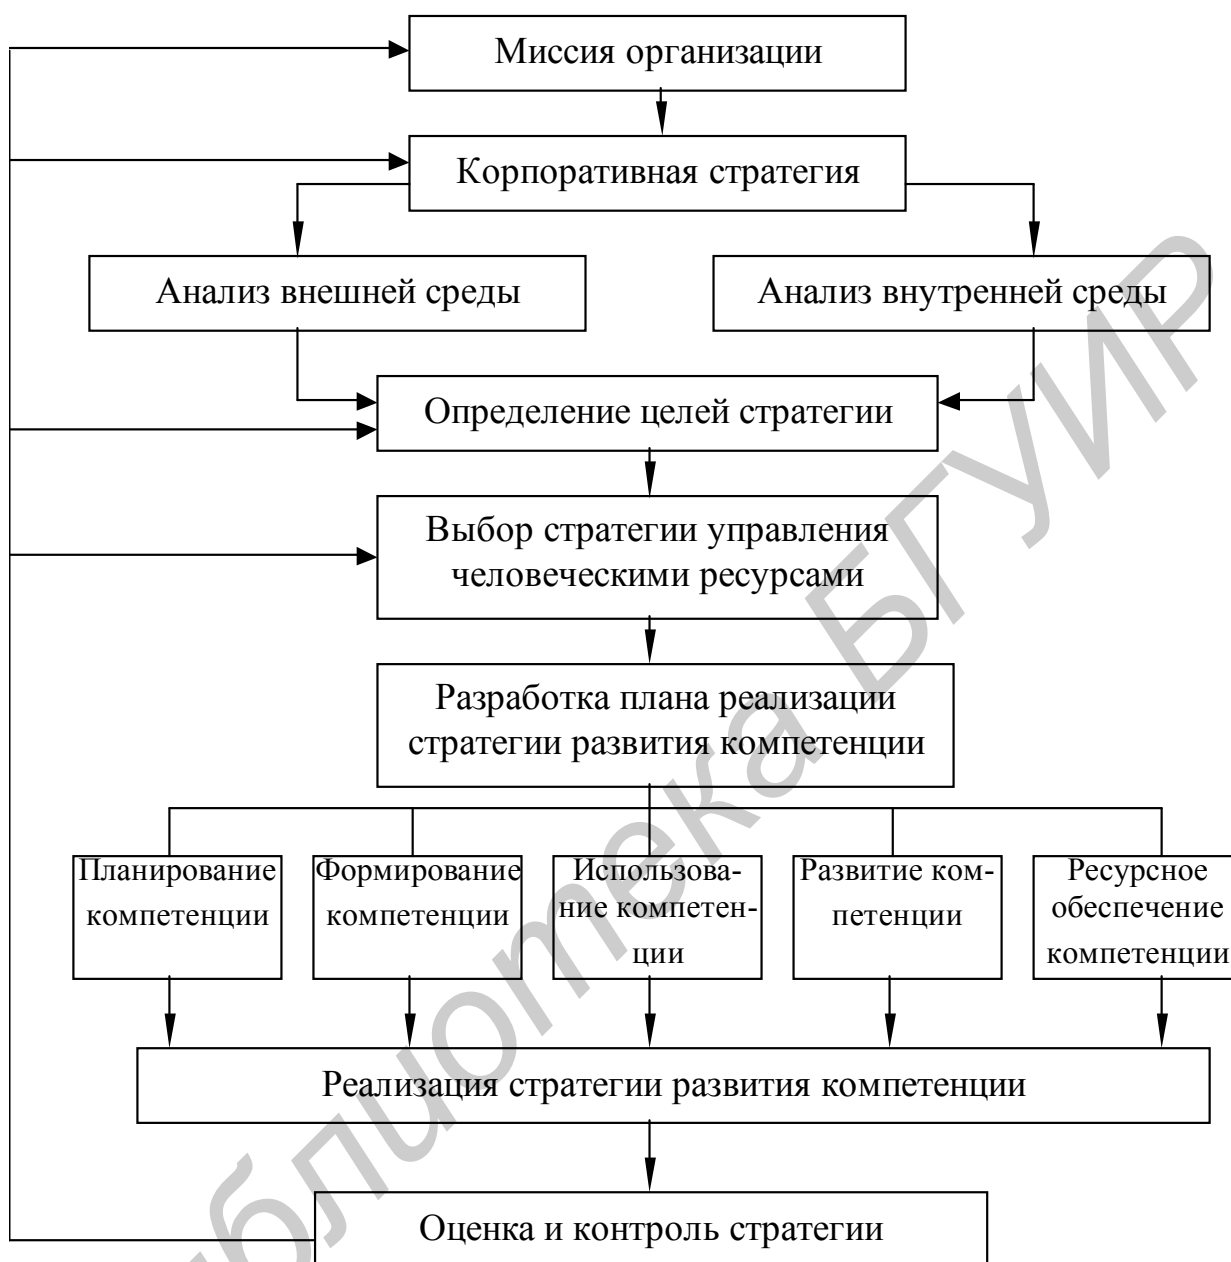 Миссия организации
Корпоративная стратегия
Анализ внешней среды
Анализ внутренней среды
Определение целей стратегии
Выбор стратегии управления
человеческими ресурсами
Разработка плана реализации
стратегии развития компетенции
Планирование
компетенции
Формирование
компетенции
Использова-
ние компетен-
ции
Развитие ком-
петенции
Ресурсное
обеспечение
компетенции
Реализация стратегии развития компетенции
Оценка и контроль стратегии
блиотека БГУИР